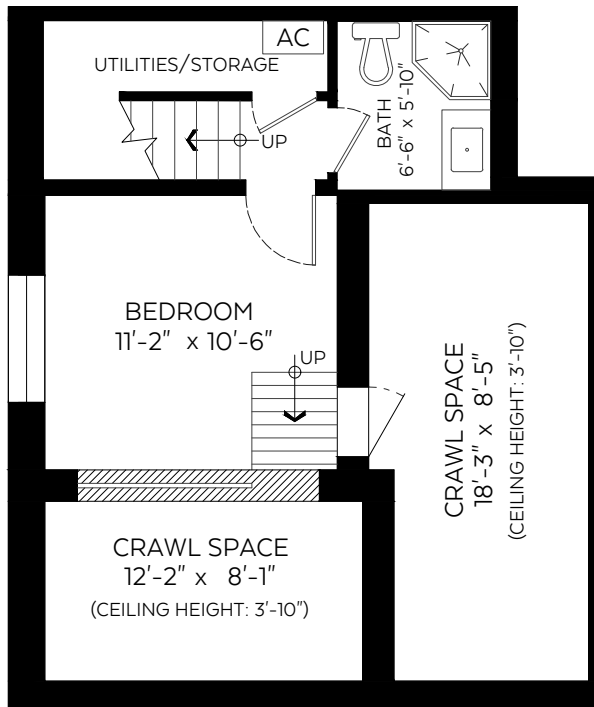 AC
UTILITIES/STORAGE
UP
BATH
6'-6" x 5'-10"
BEDROOM
11'-2" x 10'-6"
UP
CRAWL SPACE
18'-3" x 8'-5"
(CEILING HEIGHT: 3'-10")
CRAWL SPACE
12'-2" x 8'-1"
(CEILING HEIGHT: 3'-10")